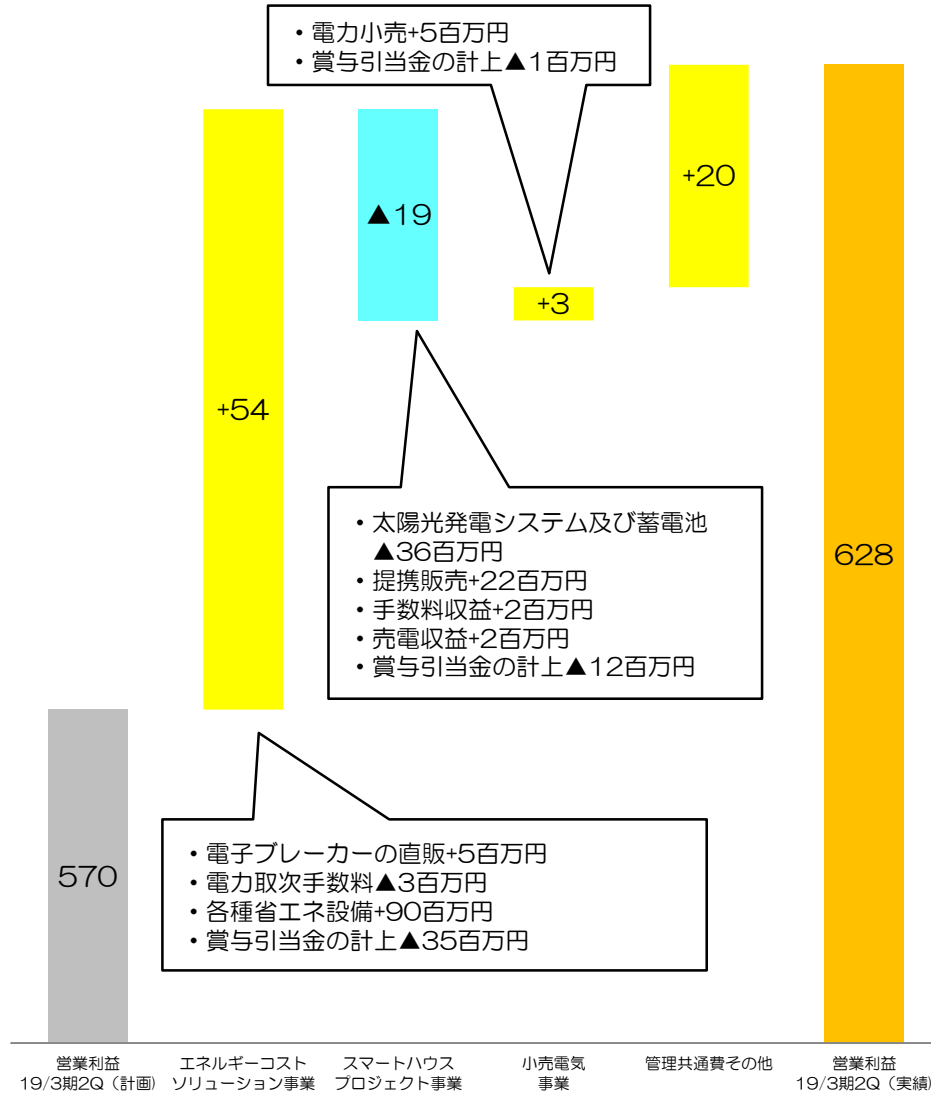 ・電力小売+5百万円
・賞与引当金の計上▲1百万円
+20
▲19
+3
+54
・太陽光発電システム及び蓄電池
▲36百万円
・提携販売+22百万円
・手数料収益+2百万円
・売電収益+2百万円
・賞与引当金の計上▲12百万円
628
570
・電子ブレーカーの直販+5百万円
・電力取次手数料▲3百万円
・各種省エネ設備+90百万円
・賞与引当金の計上▲35百万円
営業利益
19/3期2Q（計画)
エネルギーコスト
ソリューション事業
スマートハウス
プロジェクト事業
小売電気
事業
管理共通費その他
営業利益
19/3期2Q（実績)